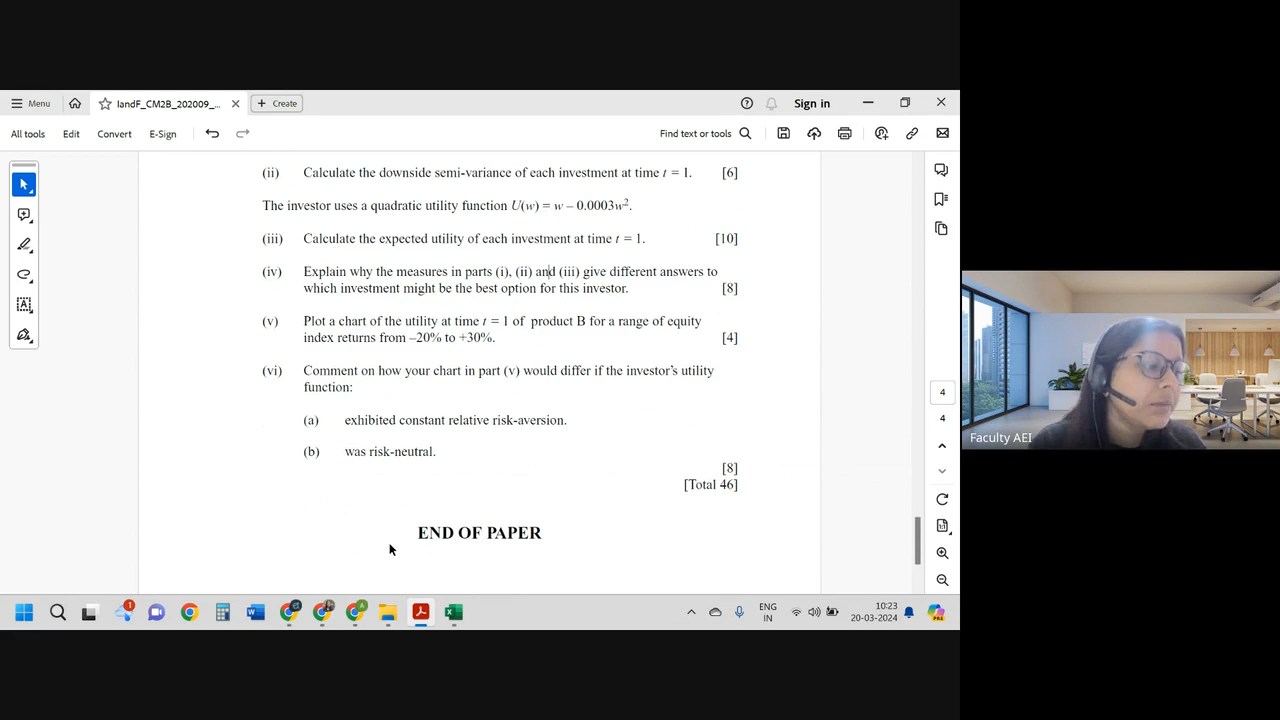 Menu
IandF_CM2B_202009_...
Create
Sign in
All tools
Edit
Convert
E-Sign
Find text or tools
(ii) Calculate the downside semi-variance of each investment at time t = 1. [6]
The investor uses a quadratic utility function U(w) = w – 0.0003w².
(iii) Calculate the expected utility of each investment at time t = 1. [10]
(iv) Explain why the measures in parts (i), (ii) and (iii) give different answers to
which investment might be the best option for this investor. [8]
(v) Plot a chart of the utility at time t = 1 of product B for a range of equity
index returns from –20% to +30%. [4]
(vi) Comment on how your chart in part (v) would differ if the investor's utility
function:
(a) exhibited constant relative risk-aversion.
(b) was risk-neutral.
[8]
[Total 46]
END OF PAPER
4
4
Faculty AEI
1
ENG
IN
10:23
20-03-2024